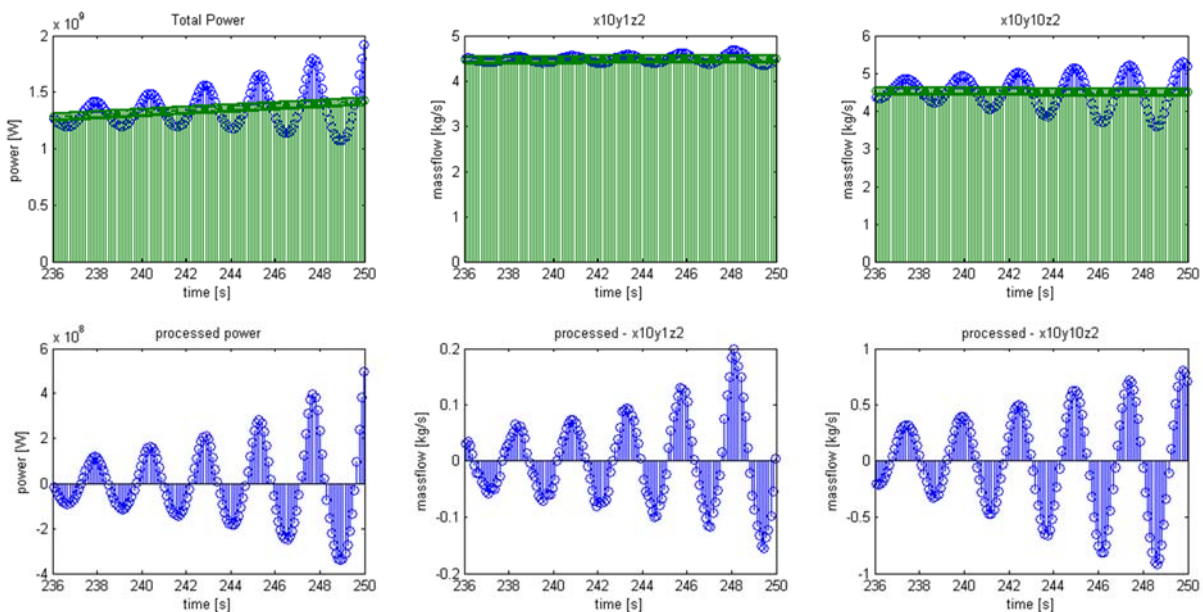 x 10^9
Total Power
x10y1z2
x10y10z2
2
1.5
1
0.5
0
power [W]
236 238 240 242 244 246 248 250
time [s]
5
4
3
2
1
0
massflow [kg/s]
236 238 240 242 244 246 248 250
time [s]
6
5
4
3
2
1
0
massflow [kg/s]
236 238 240 242 244 246 248 250
time [s]
x 10^8
processed power
processed - x10y1z2
processed - x10y10z2
6
4
2
0
-2
-4
power [W]
236 238 240 242 244 246 248 250
time [s]
0.2
0.1
0
-0.1
-0.2
massflow [kg/s]
236 238 240 242 244 246 248 250
time [s]
1
0.5
0
-0.5
-1
massflow [kg/s]
236 238 240 242 244 246 248 250
time [s]